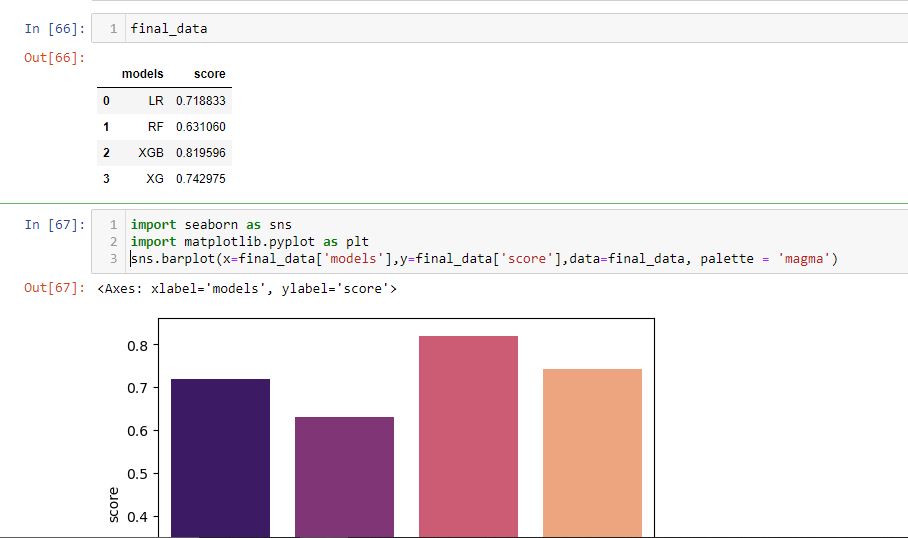 In [66]: 1 final_data
Out[66]:
models score
0 LR 0.718833
1 RF 0.631060
2 XGB 0.819596
3 XG 0.742975
In [67]: 1 import seaborn as sns
2 import matplotlib.pyplot as plt
3 sns.barplot(x=final_data['models'],y=final_data['score'],data=final_data, palette = 'magma')
Out[67]: <Axes: xlabel='models', ylabel='score'>
0.8
0.7
0.6
0.5
0.4
score